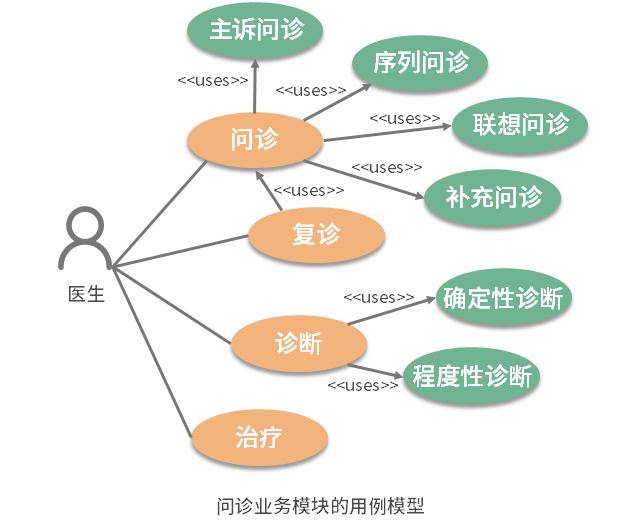 主诉问诊
序列问诊
<<uses>>
<<uses>>
联想问诊
<<uses>>
问诊
<<uses>>
补充问诊
<<uses>>
复诊
医生
确定性诊断
<<uses>>
诊断
程度性诊断
<<uses>>
治疗
问诊业务模块的用例模型